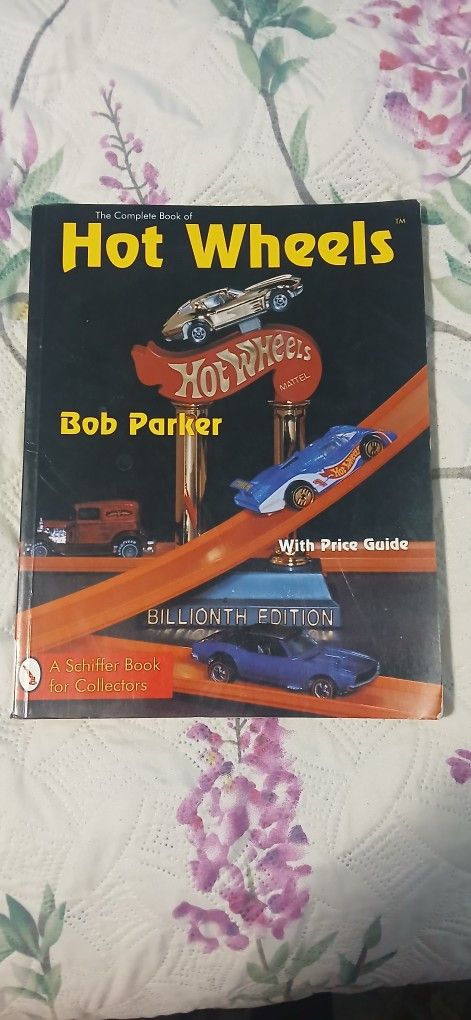 The Complete Book of
Hot Wheels™
HotWheels
MATTEL
Bob Parker
Hot Wheels
With Price Guide
BILLIONTH EDITION
A Schiffer Book
for Collectors